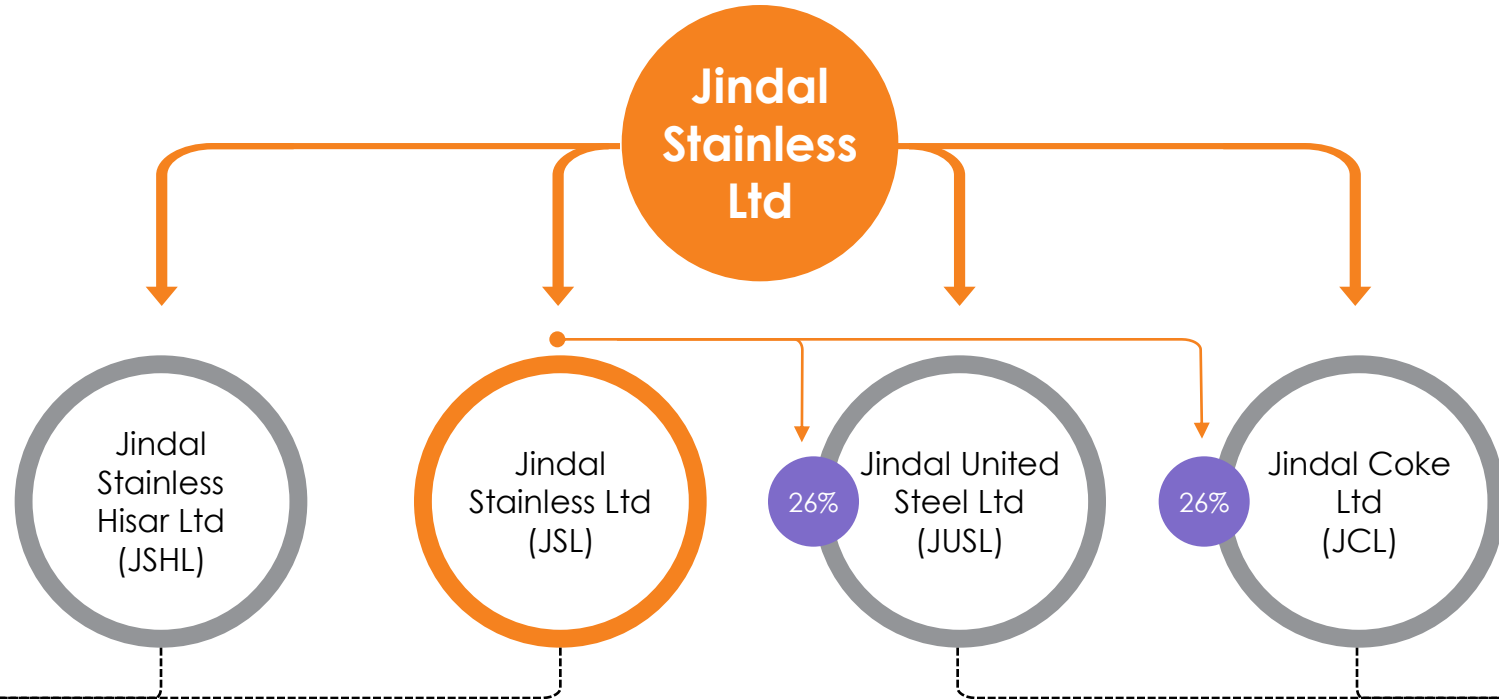 Jindal
Stainless
Ltd
Jindal
Stainless
Hisar Ltd
(JSHL)
Jindal
Stainless Ltd
(JSL)
26%
Jindal United
Steel Ltd
(JUSL)
26%
Jindal Coke
Ltd
(JCL)